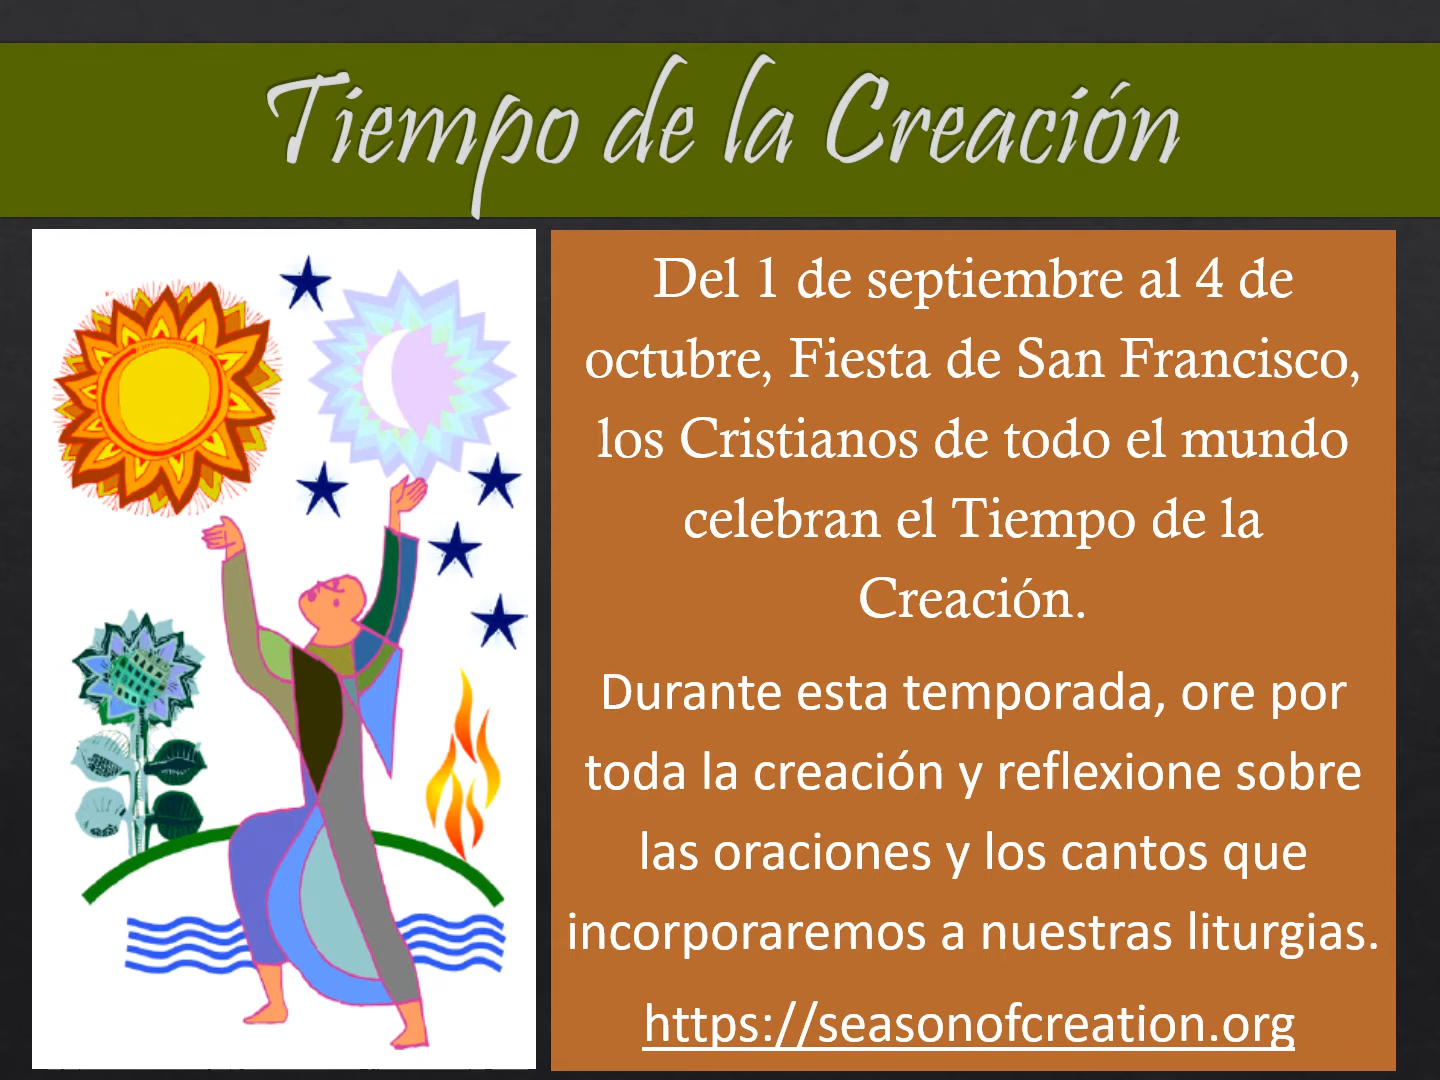 Tiempo de la Creación
Del 1 de septiembre al 4 de
octubre, Fiesta de San Francisco,
los Cristianos de todo el mundo
celebran el Tiempo de la
Creación.
Durante esta temporada, ore por
toda la creación y reflexione sobre
las oraciones y los cantos que
incorporaremos a nuestras liturgias.
https://seasonofcreation.org